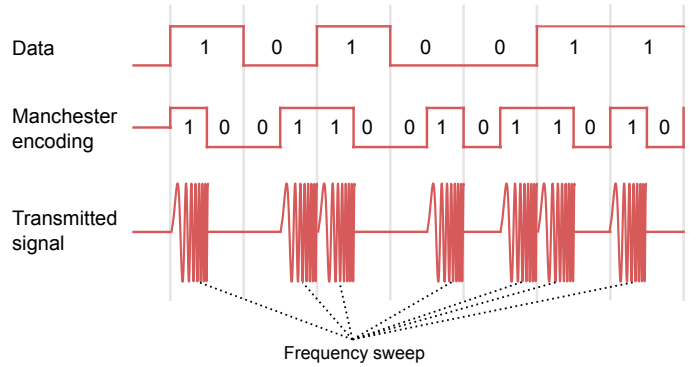 Data
1 0 1 0 0 1 1
Manchester
encoding
1 0 0 1 1 0 0 1 0 1 1 0 1 0
Transmitted
signal
Frequency sweep